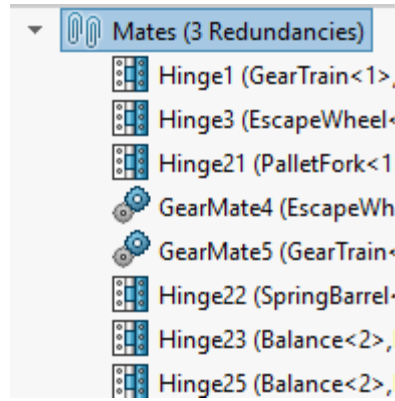 Mates (3 Redundancies)
Hinge1 (GearTrain<1>,
Hinge3 (EscapeWheel<
Hinge21 (PalletFork<1
GearMate4 (EscapeWh
GearMate5 (GearTrain<
Hinge22 (SpringBarrel<
Hinge23 (Balance<2>,
Hinge25 (Balance<2>,